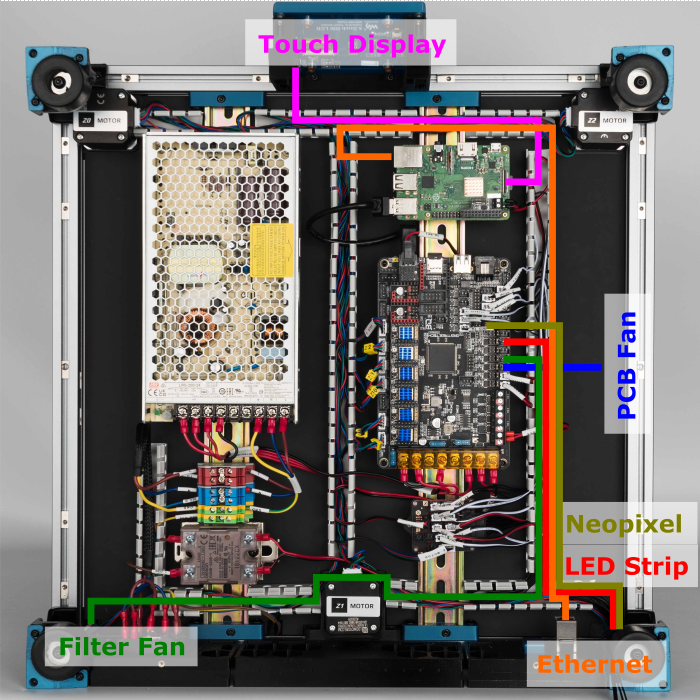 Touch Display
Z0 MOTOR
Z2 MOTOR
PCB Fan
Neopixel
LED Strip
Z1 MOTOR
Filter Fan
Ethernet